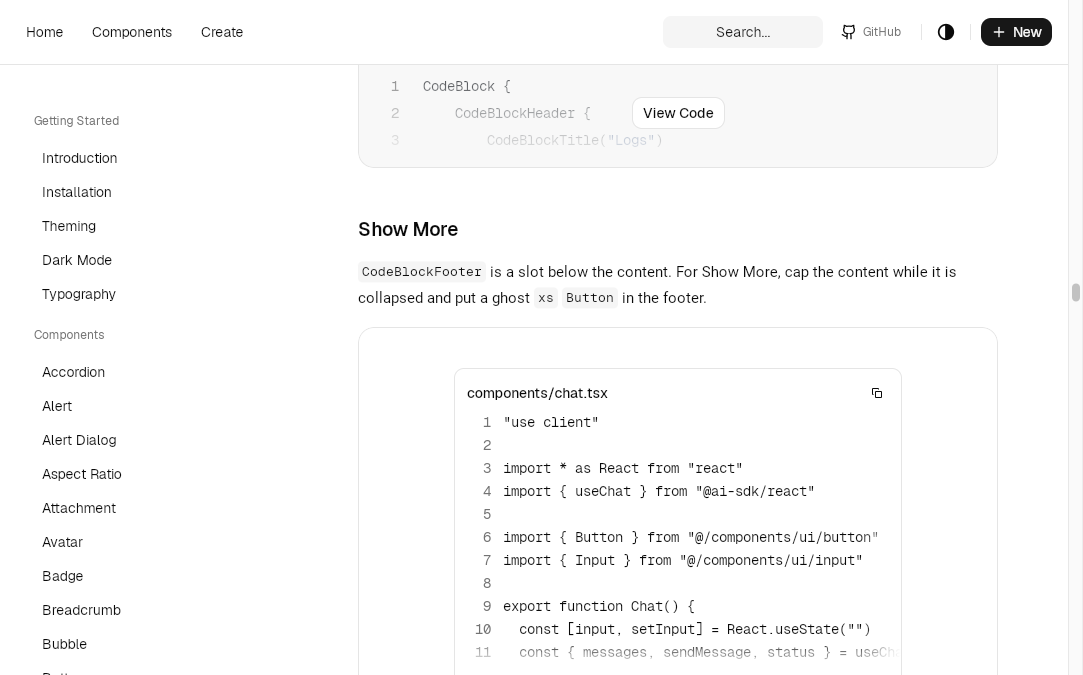 Home Components Create Search... GitHub New
Getting Started
Introduction
Installation
Theming
Dark Mode
Typography
Components
Accordion
Alert
Alert Dialog
Aspect Ratio
Attachment
Avatar
Badge
Breadcrumb
Bubble
1 CodeBlock {
2 CodeBlockHeader {
View Code
3 CodeBlockTitle("Logs")
Show More
CodeBlockFooter is a slot below the content. For Show More, cap the content while it is
collapsed and put a ghost xs Button in the footer.
components/chat.tsx
1 "use client"
2
3 import * as React from "react"
4 import { useChat } from "@ai-sdk/react"
5
6 import { Button } from "@/components/ui/button"
7 import { Input } from "@/components/ui/input"
8
9 export function Chat() {
10 const [input, setInput] = React.useState("")
11 const { messages, sendMessage, status } = useCha